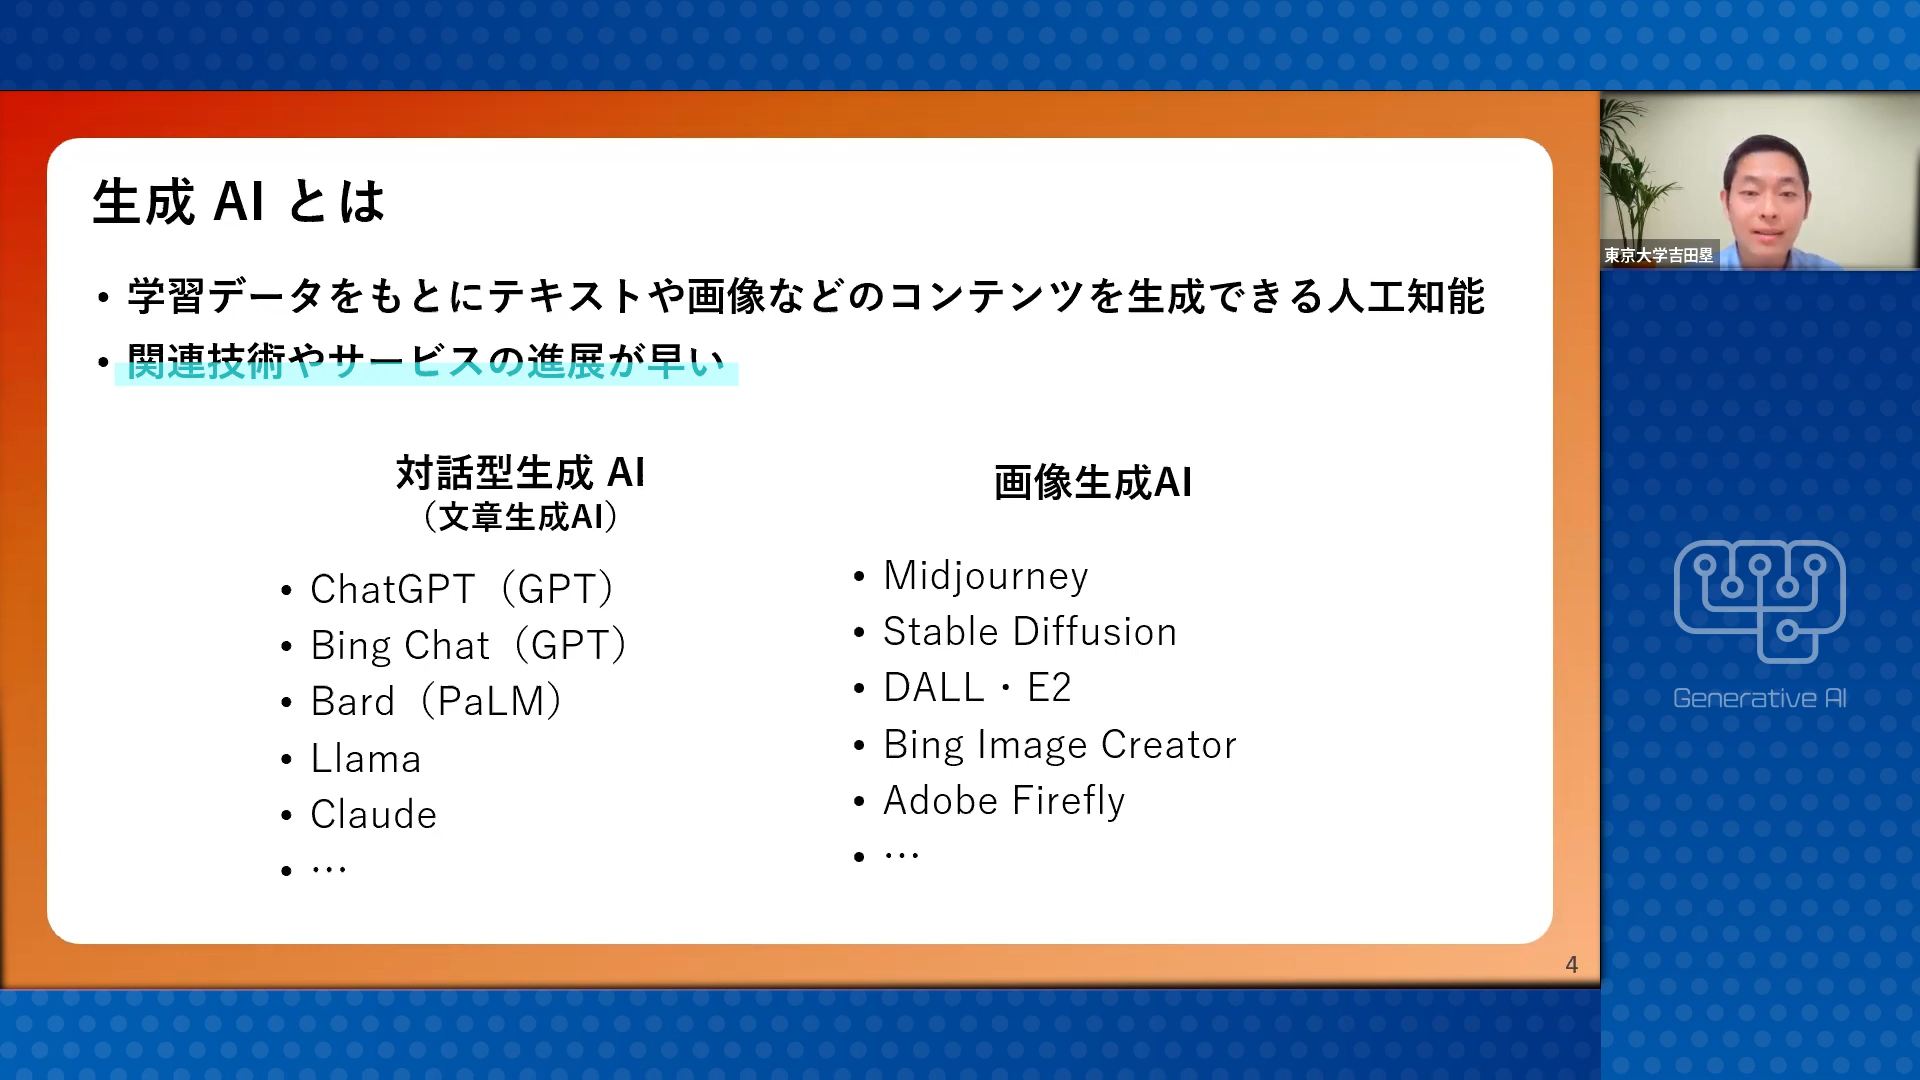 生成 AI とは
• 学習データをもとにテキストや画像などのコンテンツを生成できる人工知能
• 関連技術やサービスの進展が早い
対話型生成 AI
（文章生成AI）
• ChatGPT（GPT）
• Bing Chat（GPT）
• Bard（PaLM）
• Llama
• Claude
• …
画像生成AI
• Midjourney
• Stable Diffusion
• DALL・E2
• Bing Image Creator
• Adobe Firefly
• …
4
東京大学吉田塁
Generative AI